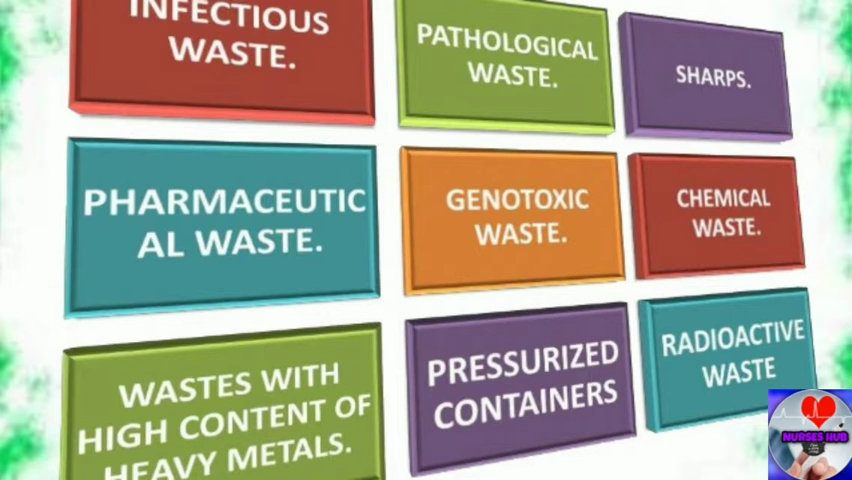 INFECTIOUS
WASTE.
PATHOLOGICAL
WASTE.
SHARPS.
PHARMACEUTIC
AL WASTE.
GENOTOXIC
WASTE.
CHEMICAL
WASTE.
WASTES WITH
HIGH CONTENT OF
HEAVY METALS.
PRESSURIZED
CONTAINERS
RADIOACTIVE
WASTE
NURSES HUB